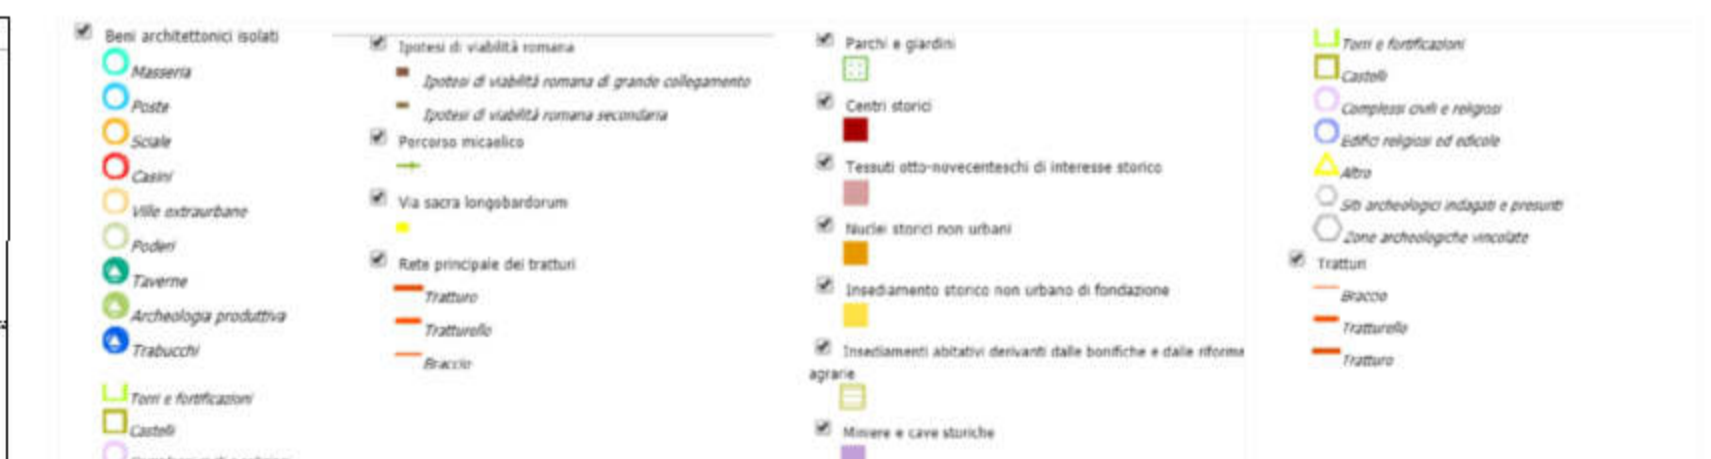 Beni architettonici isolati
Masseria
Poste
Sciale
Casini
Ville extraurbane
Poderi
Taverne
Archeologia produttiva
Trabucchi
Torri e fortificazioni
Castelli
Ipotesi di viabilità romana
Ipotesi di viabilità romana di grande collegamento
Ipotesi di viabilità romana secondaria
Percorso micaelico
Via sacra longobardorum
Rete principale dei tratturi
Tratturo
Tratturello
Braccio
Parchi e giardini
Centri storici
Tessuti otto-novecenteschi di interesse storico
Nuclei storici non urbani
Insediamento storico non urbano di fondazione
Insediamenti abitativi derivanti dalle bonifiche e dalle riforme
agrarie
Miniere e cave storiche
Torri e fortificazioni
Castelli
Complessi civili e religiosi
Edifici religiosi ed edicole
Altro
Siti archeologici indagati e presunti
Zone archeologiche vincolate
Tratturi
Braccio
Tratturello
Tratturo